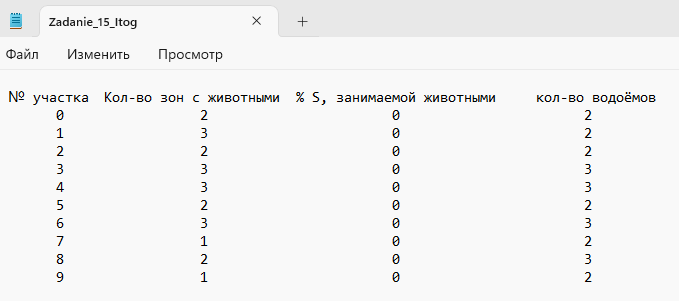 Zadanie_15_Itog
Файл Изменить Просмотр
№ участка Кол-во зон с животными % S, занимаемой животными кол-во водоёмов
0 2 0 2
1 3 0 2
2 2 0 2
3 3 0 3
4 3 0 3
5 2 0 2
6 3 0 3
7 1 0 2
8 2 0 3
9 1 0 2